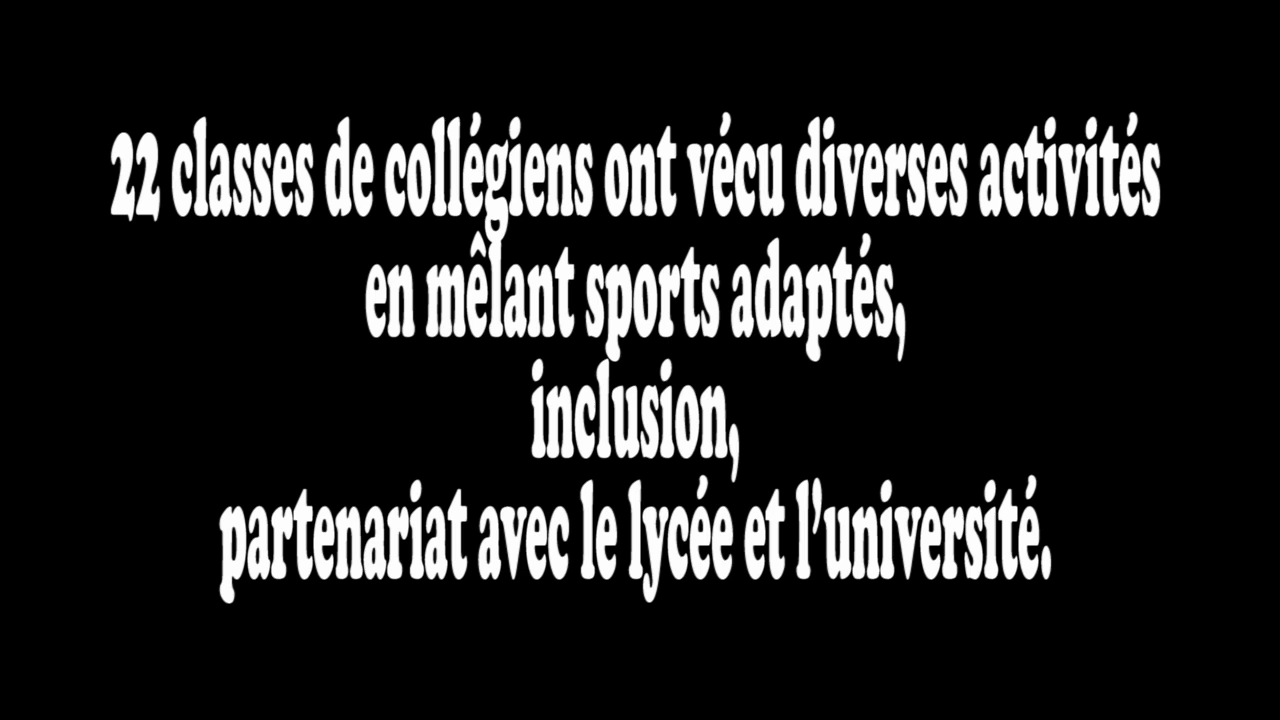 22 classes de collégiens ont vécu diverses activités
en mêlant sports adaptés,
inclusion,
partenariat avec le lycée et l’université.